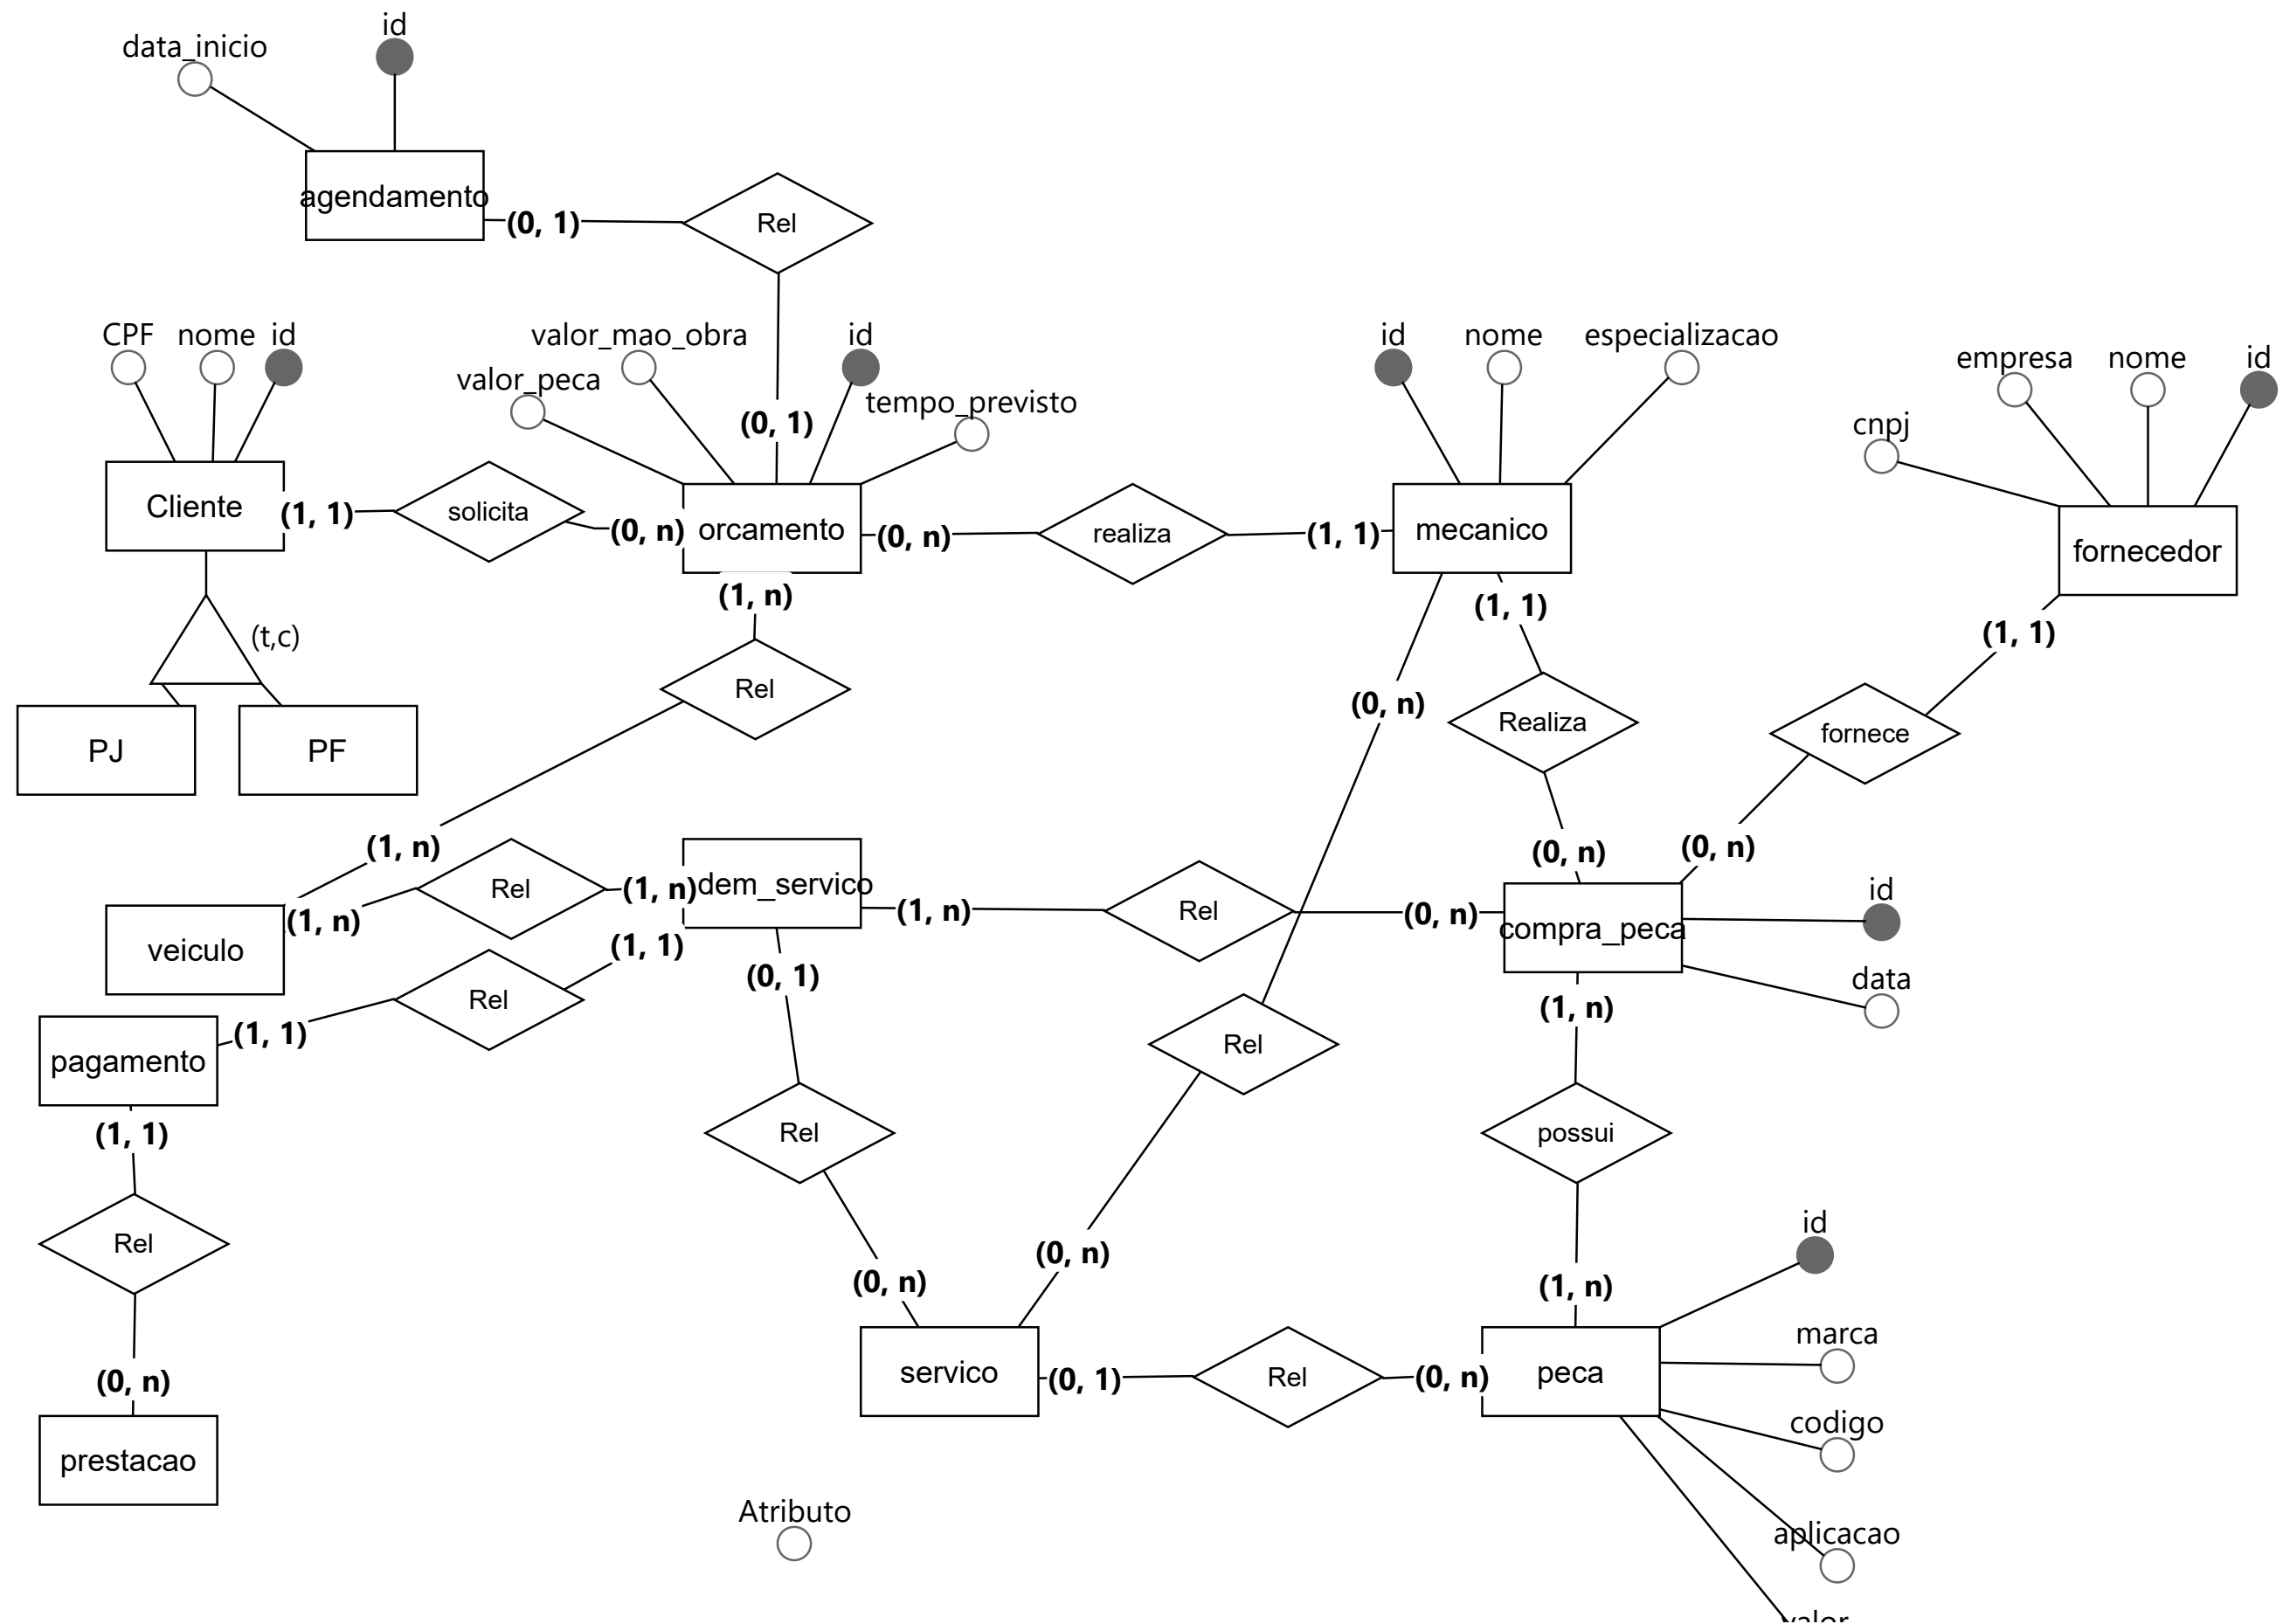 id
data_inicio
agendamento
(0, 1)
Rel
CPF
nome
id
valor_mao_obra
id
valor_peca
tempo_previsto
(0, 1)
id
nome
especializacao
empresa
nome
id
cnpj
Cliente
(1, 1)
solicita
(0, n)
orcamento
(0, n)
realiza
(1, 1)
mecanico
fornecedor
(1, n)
(1, 1)
(1, 1)
(t,c)
Rel
(0, n)
Realiza
fornece
PJ
PF
(1, n)
(0, n)
(0, n)
Rel
(1, n)
dem_servico
(1, n)
Rel
(0, n)
compra_peca
id
(1, n)
veiculo
(1, 1)
(0, 1)
data
Rel
(1, n)
(1, 1)
pagamento
Rel
(1, 1)
Rel
possui
Rel
(0, n)
(0, n)
(1, n)
id
marca
(0, n)
servico
(0, 1)
Rel
(0, n)
peca
codigo
prestacao
Atributo
aplicacao
valor